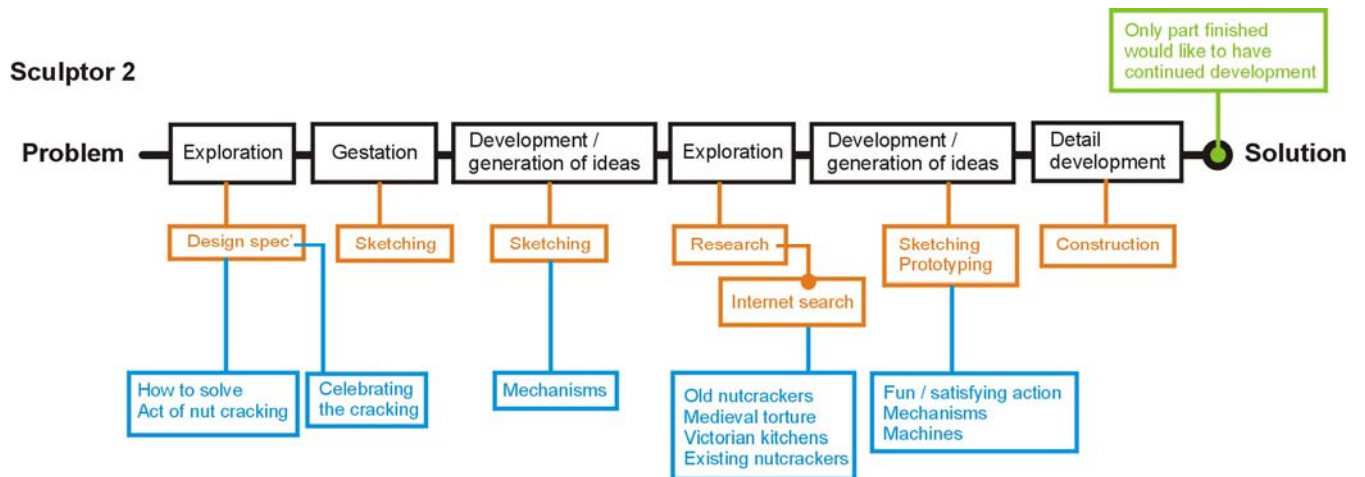 Only part finished
would like to have
continued development
Sculptor 2
Problem
Exploration
Gestation
Development /
generation of ideas
Exploration
Development /
generation of ideas
Detail
development
Solution
Design spec'
Sketching
Sketching
Research
Sketching
Prototyping
Construction
Internet search
How to solve
Act of nut cracking
Celebrating
the cracking
Mechanisms
Old nutcrackers
Medieval torture
Victorian kitchens
Existing nutcrackers
Fun / satisfying action
Mechanisms
Machines